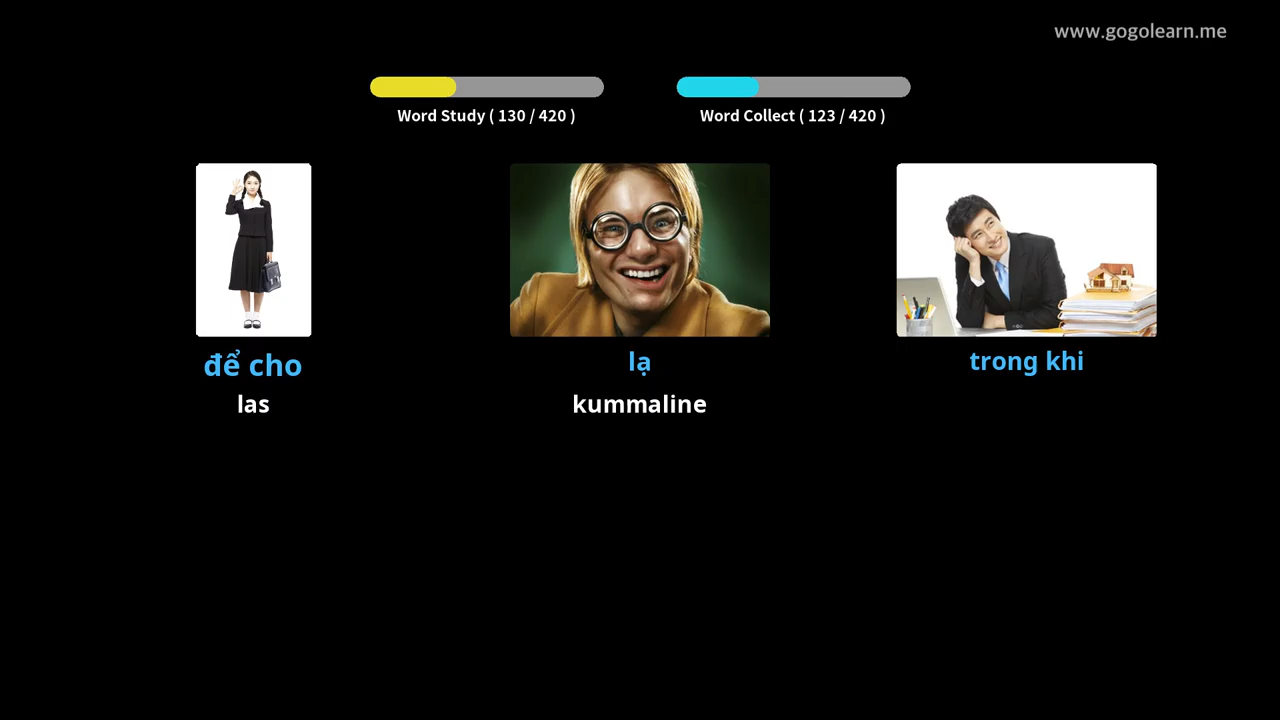 www.gogolearn.me
Word Study ( 130 / 420 )
Word Collect ( 123 / 420 )
để cho
lạ
trong khi
las
kummaline